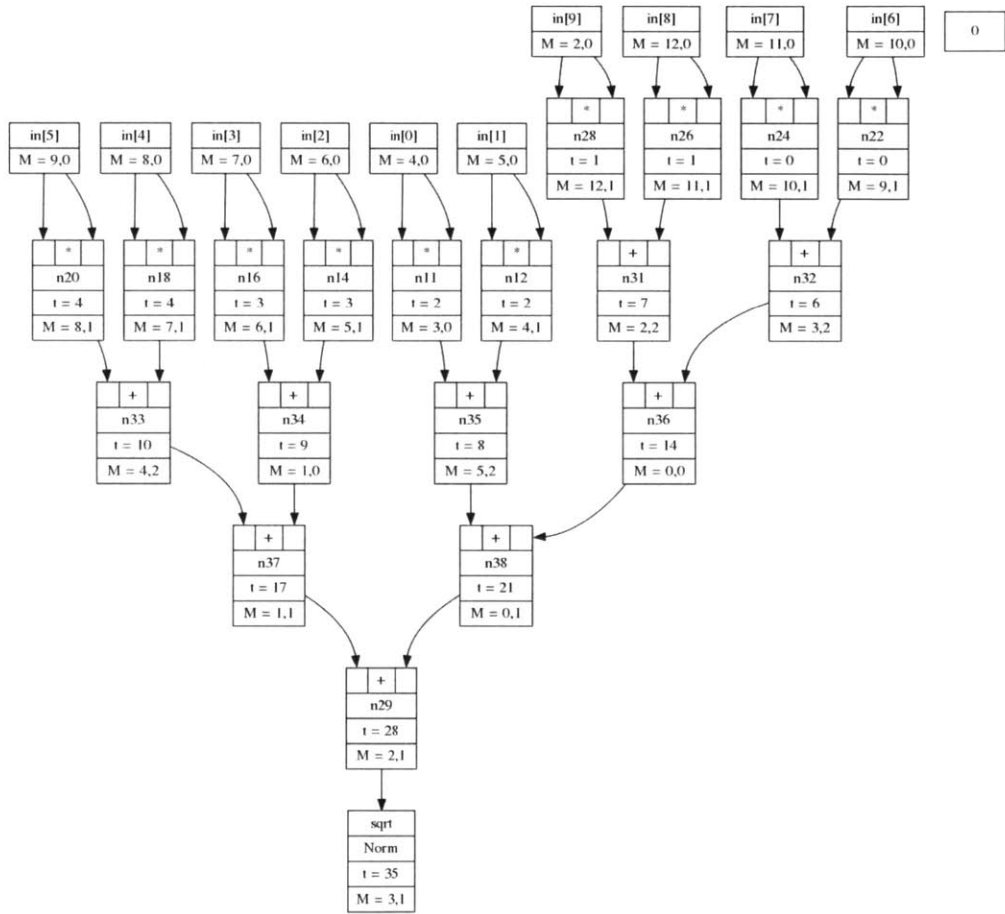 in[9]
M = 2,0
in[8]
M = 12,0
in[7]
M = 11,0
in[6]
M = 10,0
0
*
n28
t = 1
M = 12,1
*
n26
t = 1
M = 11,1
*
n24
t = 0
M = 10,1
*
n22
t = 0
M = 9,1
in[5]
M = 9,0
in[4]
M = 8,0
in[3]
M = 7,0
in[2]
M = 6,0
in[0]
M = 4,0
in[1]
M = 5,0
*
n20
t = 4
M = 8,1
*
n18
t = 4
M = 7,1
*
n16
t = 3
M = 6,1
*
n14
t = 3
M = 5,1
*
n11
t = 2
M = 3,0
*
n12
t = 2
M = 4,1
+
n31
t = 7
M = 2,2
+
n32
t = 6
M = 3,2
+
n33
t = 10
M = 4,2
+
n34
t = 9
M = 1,0
+
n35
t = 8
M = 5,2
+
n36
t = 14
M = 0,0
+
n37
t = 17
M = 1,1
+
n38
t = 21
M = 0,1
+
n29
t = 28
M = 2,1
sqrt
Norm
t = 35
M = 3,1